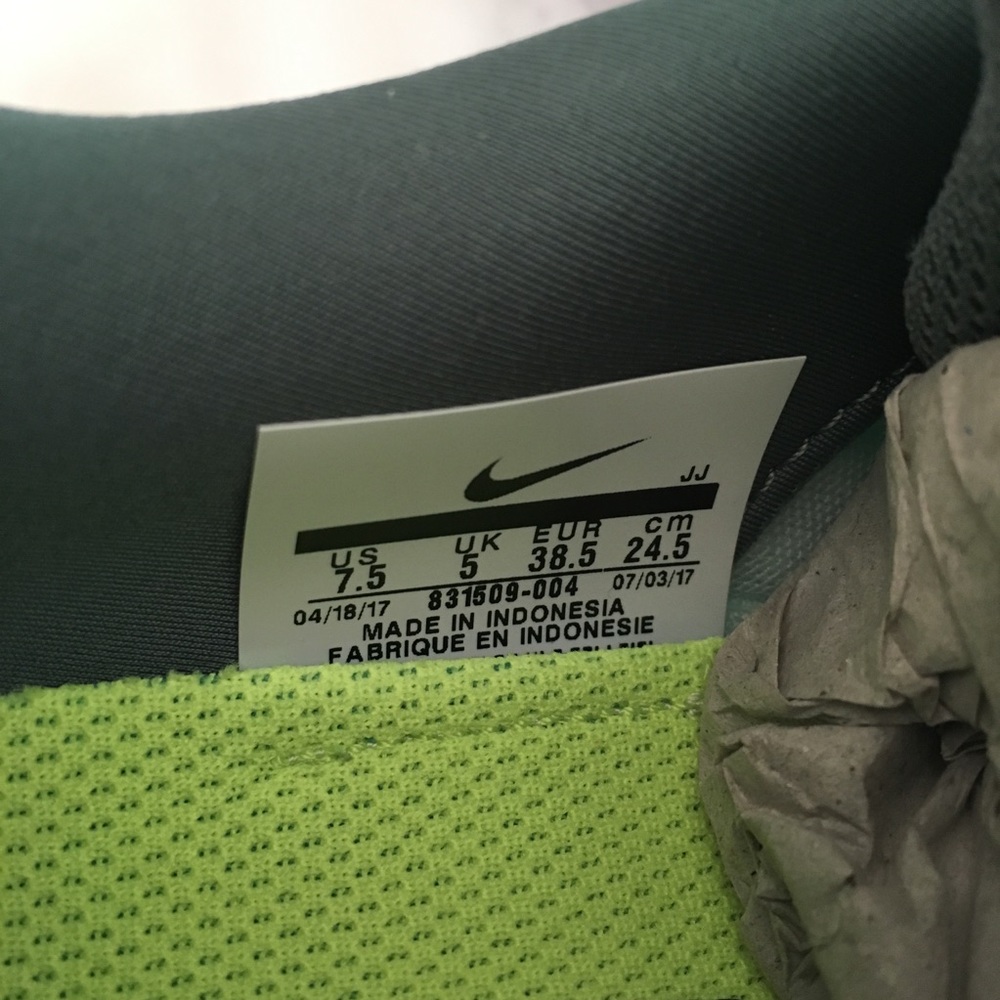 JJ
US UK EUR cm
7.5 5 38.5 24.5
04/18/17 831509-004 07/03/17
MADE IN INDONESIA
FABRIQUE EN INDONESIE